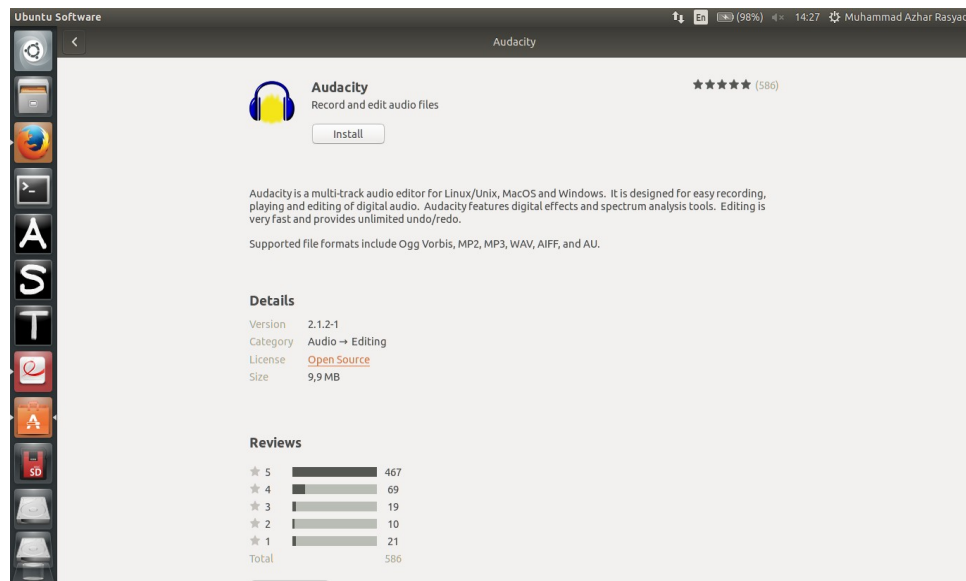 Ubuntu Software
En (98%) 14:27 Muhammad Azhar Rasyad
Audacity
Audacity
(586)
Record and edit audio files
Install
Audacity is a multi-track audio editor for Linux/Unix, MacOS and Windows. It is designed for easy recording,
playing and editing of digital audio. Audacity features digital effects and spectrum analysis tools. Editing is
very fast and provides unlimited undo/redo.
Supported file formats include Ogg Vorbis, MP2, MP3, WAV, AIFF, and AU.
Details
Version 2.1.2-1
Category Audio → Editing
License Open Source
Size 9,9 MB
Reviews
5 467
4 69
3 19
2 10
1 21
Total 586
>_
A
S
T
A
SD